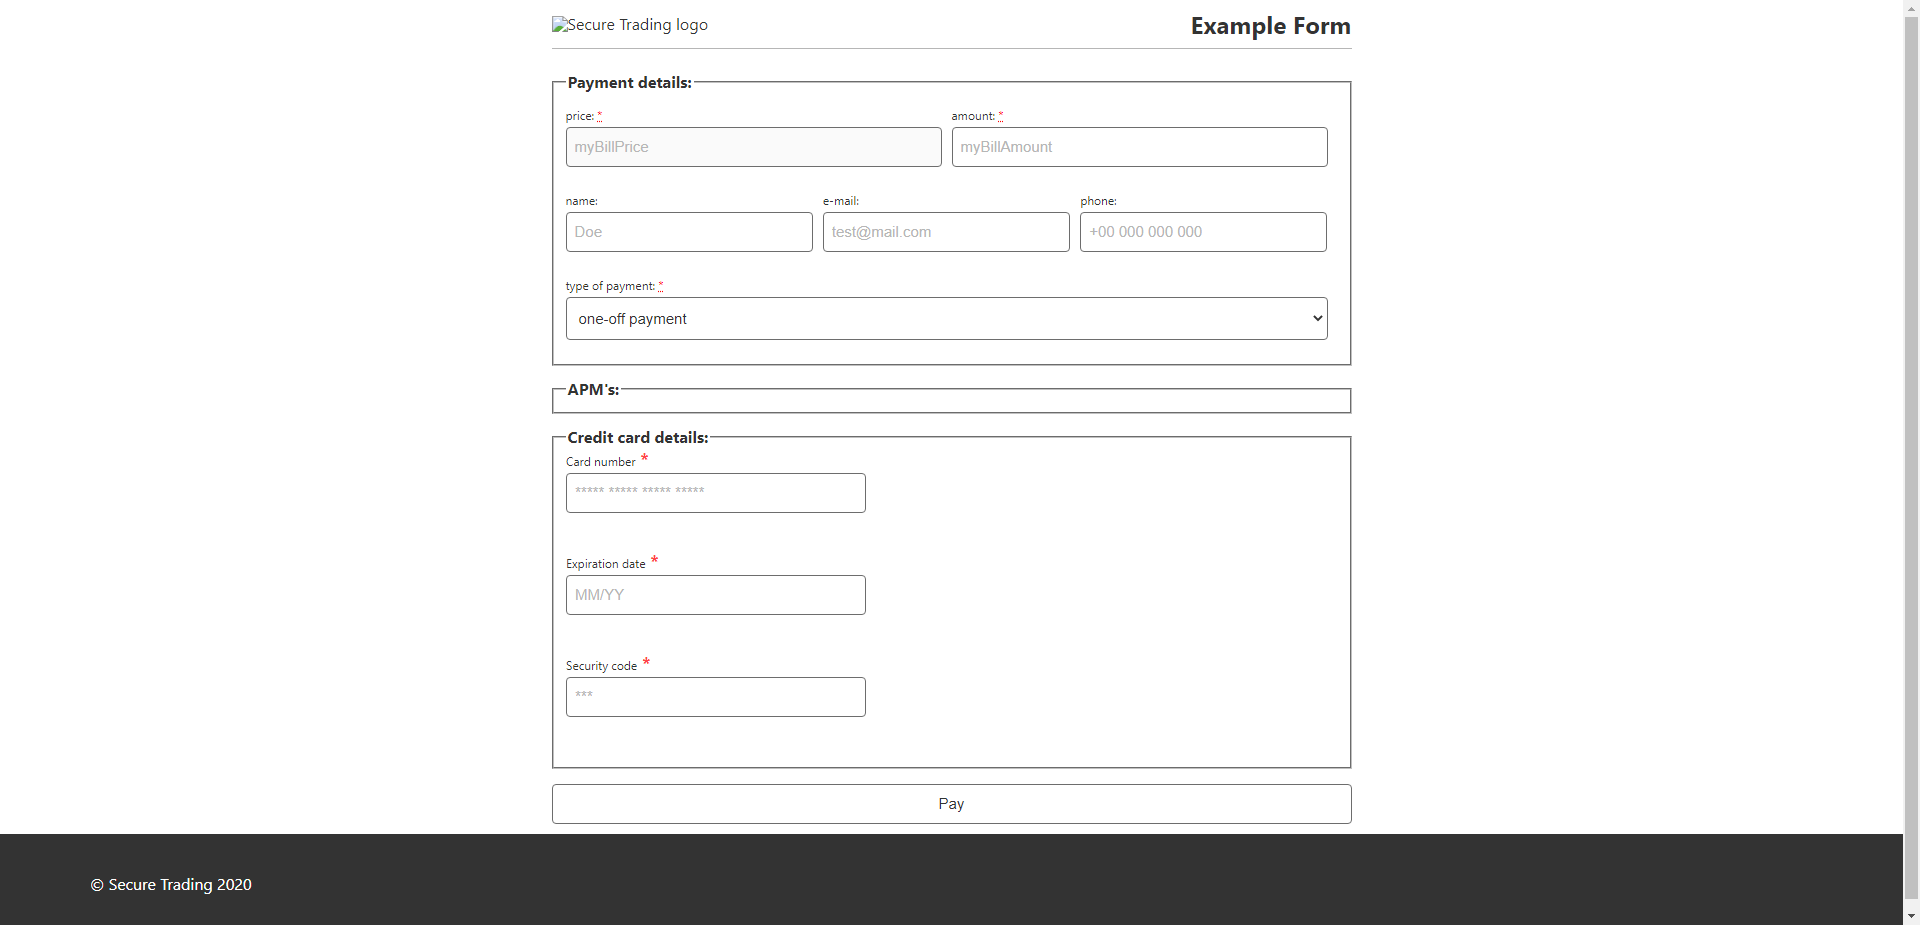 Secure Trading logo
Example Form
Payment details:
price: *
amount: *
myBillPrice
myBillAmount
name:
e-mail:
phone:
Doe
test@mail.com
+00 000 000 000
type of payment: *
one-off payment
APM's:
Credit card details:
Card number *
***** ***** ***** *****
Expiration date *
MM/YY
Security code *
***
Pay
© Secure Trading 2020